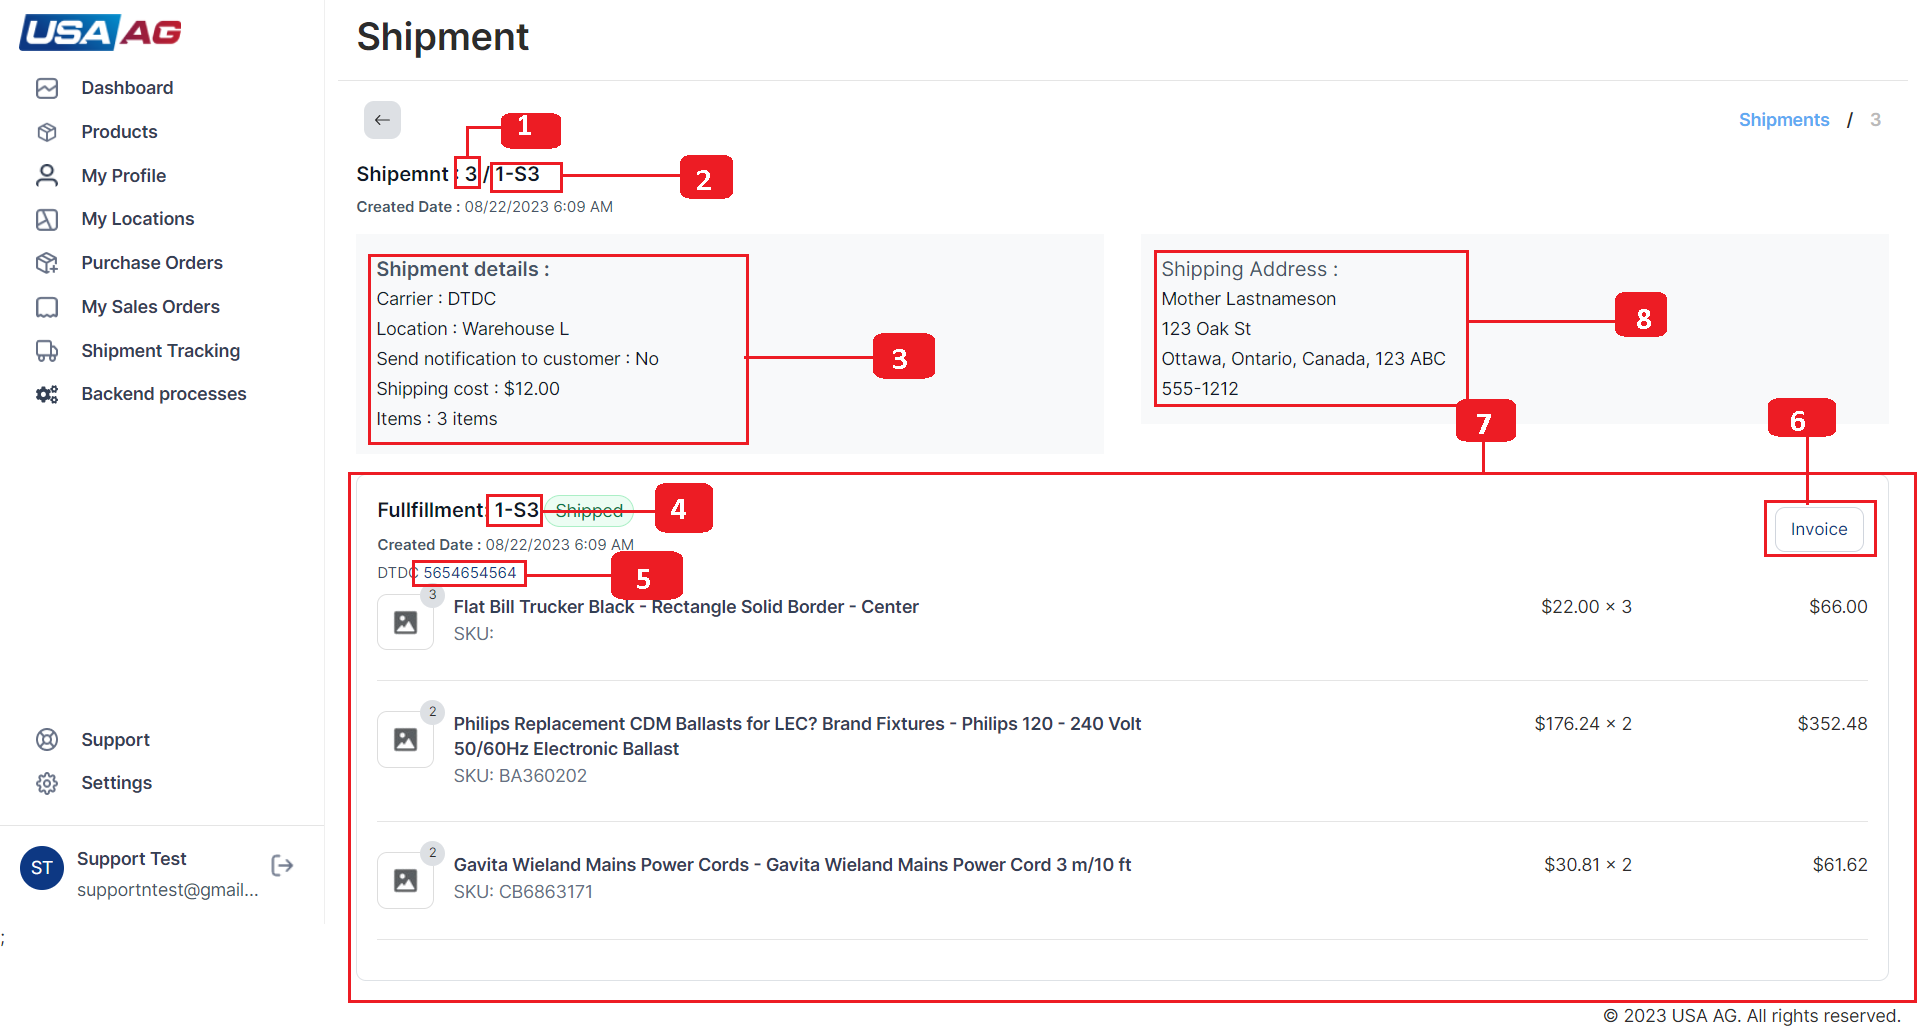 USA AG
Dashboard
Products
My Profile
My Locations
Purchase Orders
My Sales Orders
Shipment Tracking
Backend processes
Support
Settings
ST
Support Test
supportntest@gmail...
;
Shipment
Shipments / 3
1
Shipemnt : 3 / 1-S3
2
Created Date : 08/22/2023 6:09 AM
Shipment details :
Carrier : DTDC
Location : Warehouse L
Send notification to customer : No
Shipping cost : $12.00
Items : 3 items
3
Shipping Address :
Mother Lastnameson
123 Oak St
Ottawa, Ontario, Canada, 123 ABC
555-1212
8
7
6
Fullfillment: 1-S3 Shipped
4
Invoice
Created Date : 08/22/2023 6:09 AM
DTDC 5654654564
5
3
Flat Bill Trucker Black - Rectangle Solid Border - Center $22.00 × 3 $66.00
SKU:
2
Philips Replacement CDM Ballasts for LEC? Brand Fixtures - Philips 120 - 240 Volt $176.24 × 2 $352.48
50/60Hz Electronic Ballast
SKU: BA360202
2
Gavita Wieland Mains Power Cords - Gavita Wieland Mains Power Cord 3 m/10 ft $30.81 × 2 $61.62
SKU: CB6863171
© 2023 USA AG. All rights reserved.